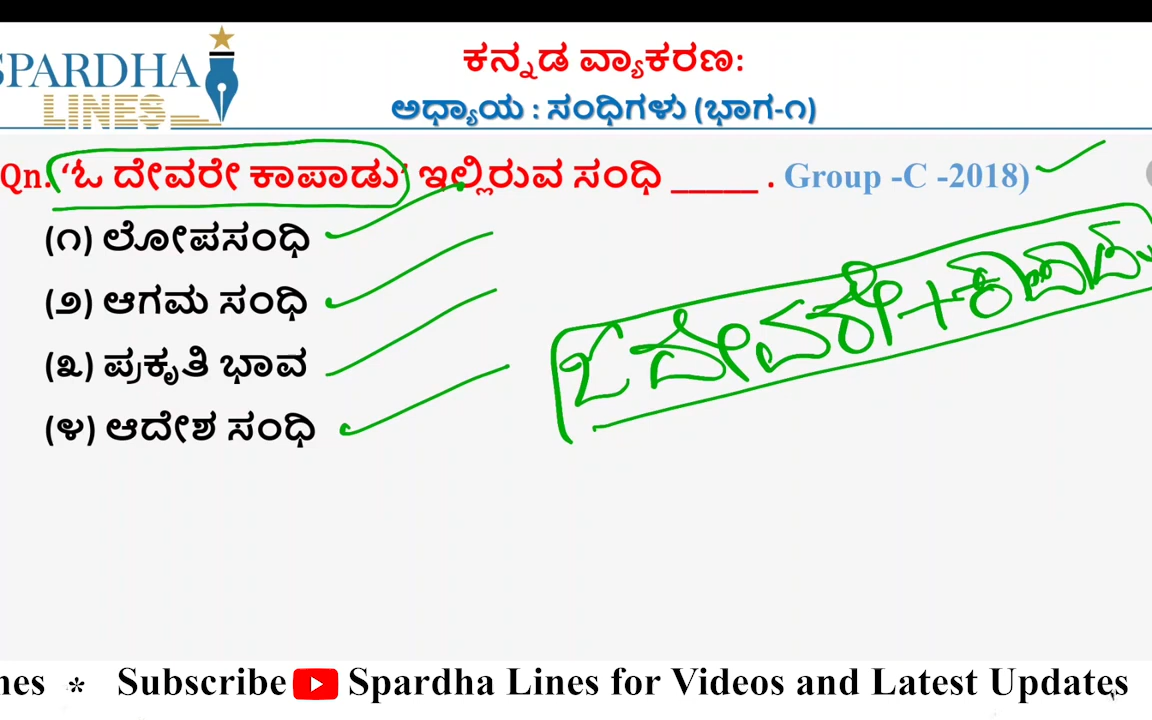 SPARDHA
LINES
ಕನ್ನಡ ವ್ಯಾಕರಣ:
ಅಧ್ಯಾಯ : ಸಂಧಿಗಳು (ಭಾಗ-೧)
Qn. 'ಓ ದೇವರೇ ಕಾಪಾಡು' ಇಲ್ಲಿರುವ ಸಂಧಿ _____ . Group -C -2018)
(೧) ಲೋಪಸಂಧಿ
(೨) ಆಗಮ ಸಂಧಿ
(೩) ಪ್ರಕೃತಿ ಭಾವ
(೪) ಆದೇಶ ಸಂಧಿ
ಓ ದೇವರೇ + ಕಾಪಾಡು
nes * Subscribe Spardha Lines for Videos and Latest Updates